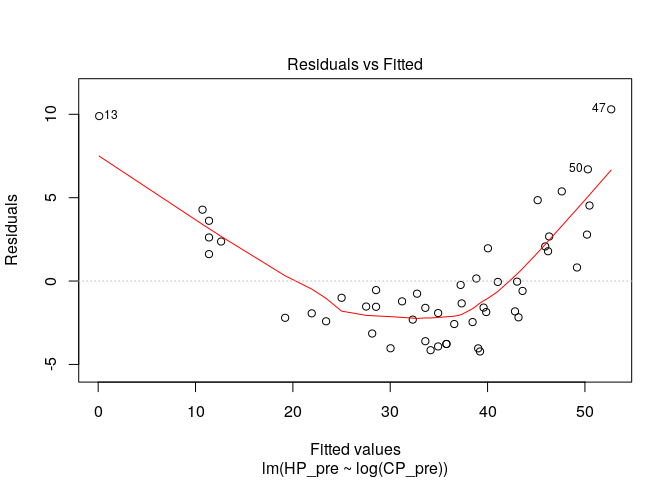 Residuals vs Fitted
Residuals
10
5
0
-5
13
47
50
0 10 20 30 40 50
Fitted values
lm(HP_pre ~ log(CP_pre))